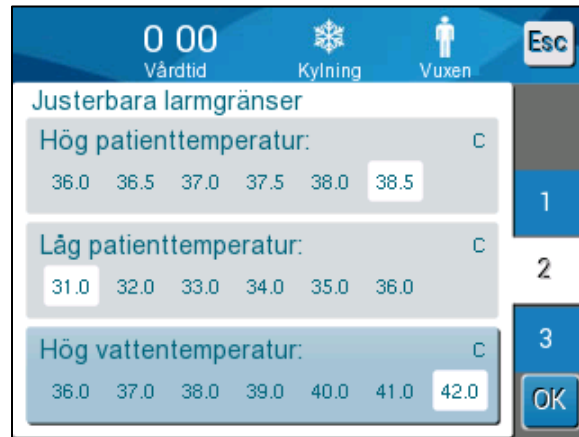 0 00
Vårdtid
Kylning
Vuxen
Esc
Justerbara larmgränser
Hög patienttemperatur: C
36.0 36.5 37.0 37.5 38.0 38.5
1
Låg patienttemperatur: C
31.0 32.0 33.0 34.0 35.0 36.0
2
Hög vattentemperatur: C
36.0 37.0 38.0 39.0 40.0 41.0 42.0
3
OK